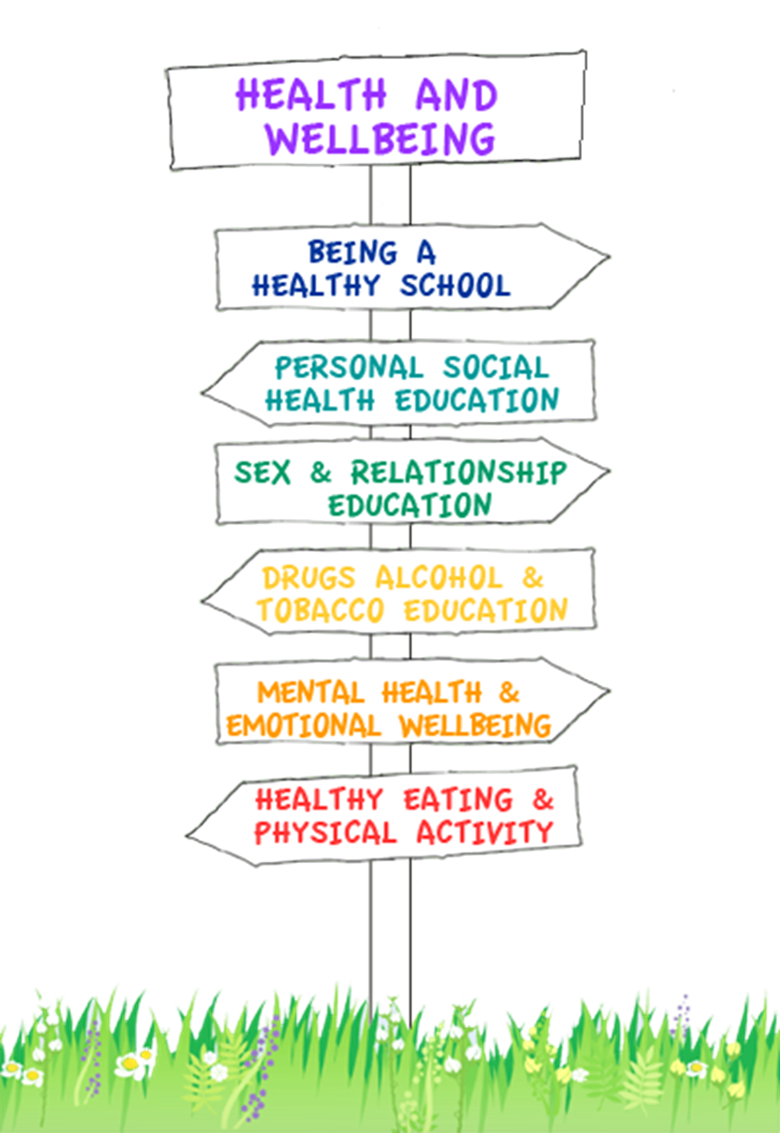 HEALTH AND
WELLBEING
BEING A
HEALTHY SCHOOL
PERSONAL SOCIAL
HEALTH EDUCATION
SEX & RELATIONSHIP
EDUCATION
DRUGS ALCOHOL &
TOBACCO EDUCATION
MENTAL HEALTH &
EMOTIONAL WELLBEING
HEALTHY EATING &
PHYSICAL ACTIVITY